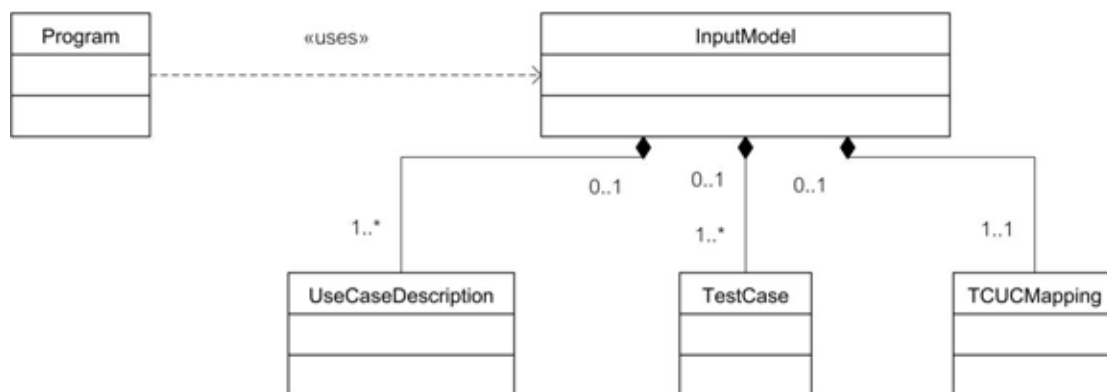 Program
«uses»
InputModel
0..1
0..1
0..1
1..*
1..*
1..1
UseCaseDescription
TestCase
TCUCMapping